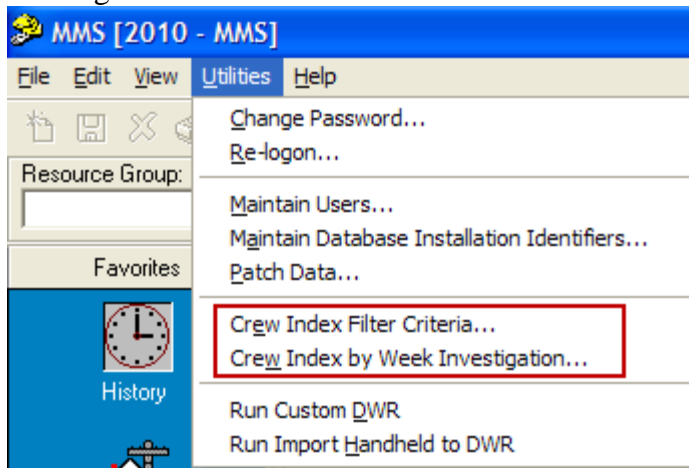 MMS [2010 - MMS]
File Edit View Utilities Help
Change Password...
Re-logon...
Resource Group:
Maintain Users...
Maintain Database Installation Identifiers...
Favorites
Patch Data...
Crew Index Filter Criteria...
Crew Index by Week Investigation...
History
Run Custom DWR
Run Import Handheld to DWR